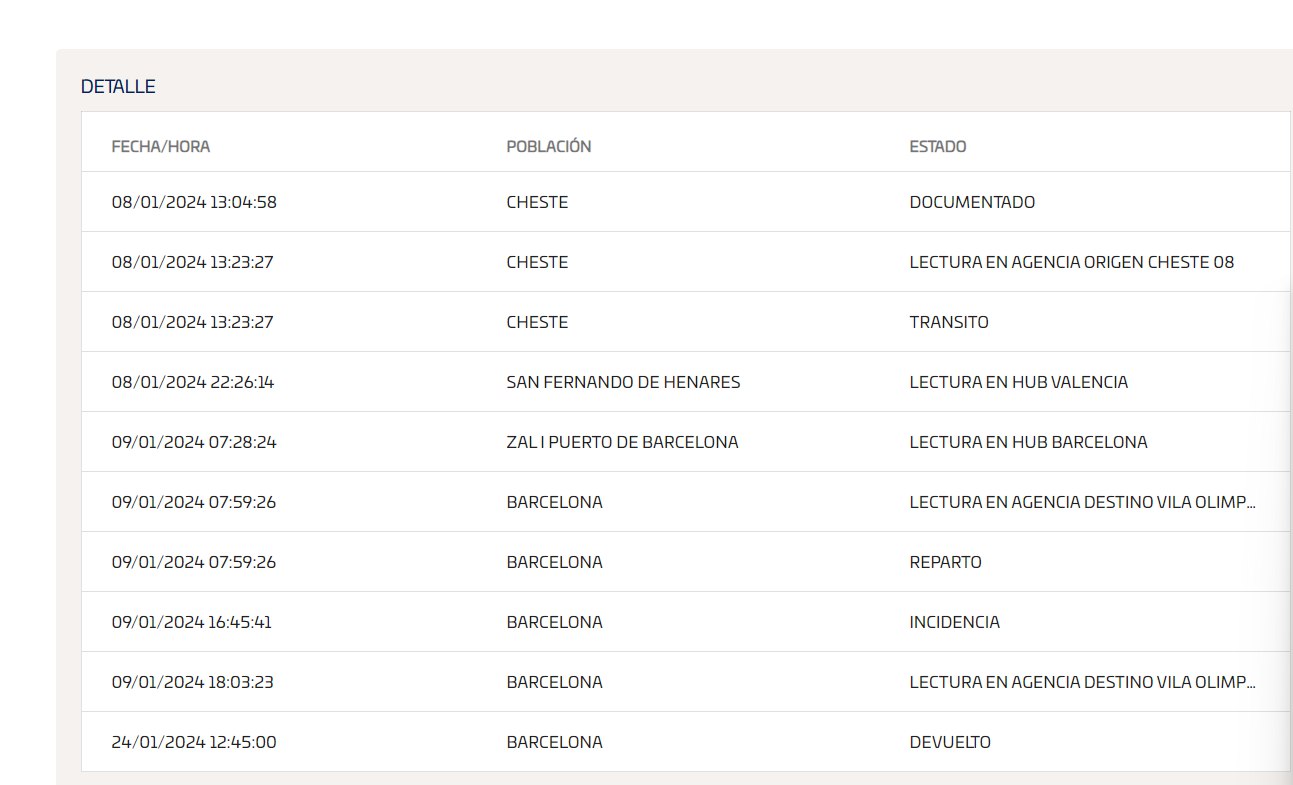 DETALLE
FECHA/HORA POBLACIÓN ESTADO
08/01/2024 13:04:58 CHESTE DOCUMENTADO
08/01/2024 13:23:27 CHESTE LECTURA EN AGENCIA ORIGEN CHESTE 08
08/01/2024 13:23:27 CHESTE TRANSITO
08/01/2024 22:26:14 SAN FERNANDO DE HENARES LECTURA EN HUB VALENCIA
09/01/2024 07:28:24 ZAL I PUERTO DE BARCELONA LECTURA EN HUB BARCELONA
09/01/2024 07:59:26 BARCELONA LECTURA EN AGENCIA DESTINO VILA OLIMP...
09/01/2024 07:59:26 BARCELONA REPARTO
09/01/2024 16:45:41 BARCELONA INCIDENCIA
09/01/2024 18:03:23 BARCELONA LECTURA EN AGENCIA DESTINO VILA OLIMP...
24/01/2024 12:45:00 BARCELONA DEVUELTO